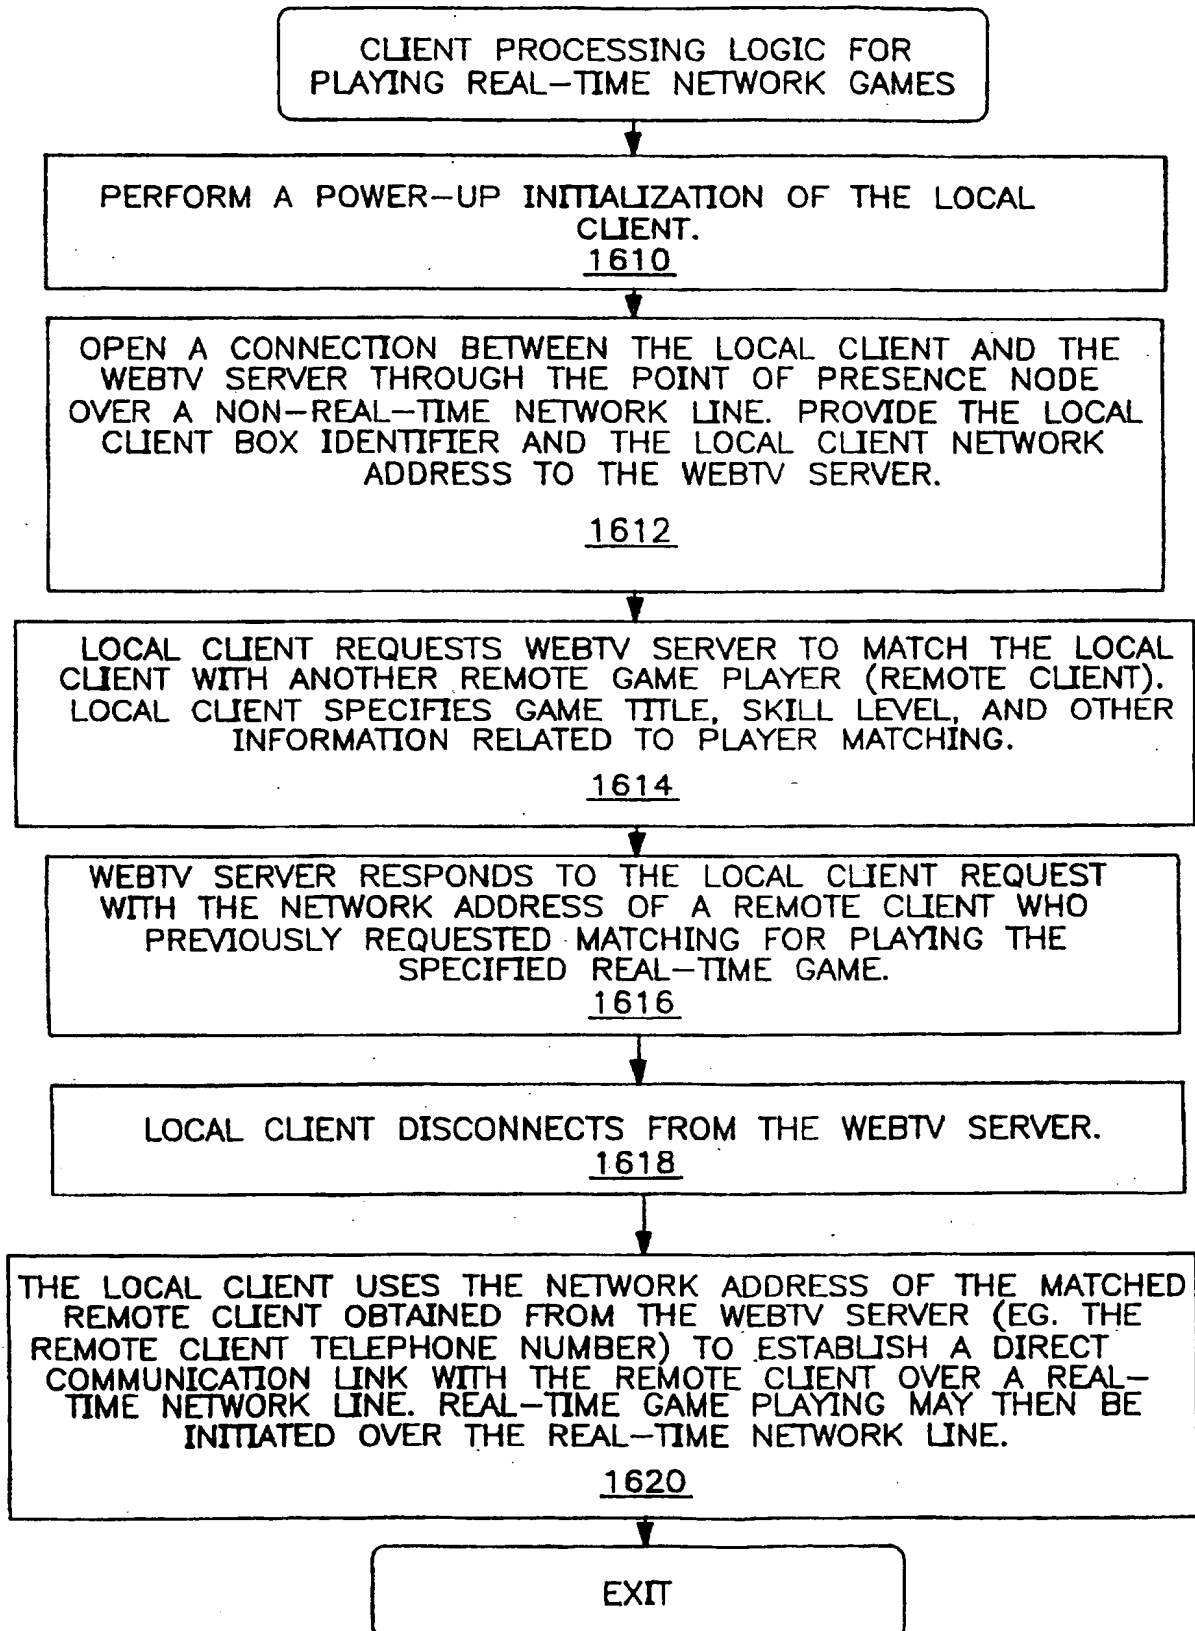 CLIENT PROCESSING LOGIC FOR
PLAYING REAL-TIME NETWORK GAMES
PERFORM A POWER-UP INITIALIZATION OF THE LOCAL
CLIENT.
1610
OPEN A CONNECTION BETWEEN THE LOCAL CLIENT AND THE
WEBTV SERVER THROUGH THE POINT OF PRESENCE NODE
OVER A NON-REAL-TIME NETWORK LINE. PROVIDE THE LOCAL
CLIENT BOX IDENTIFIER AND THE LOCAL CLIENT NETWORK
ADDRESS TO THE WEBTV SERVER.
1612
LOCAL CLIENT REQUESTS WEBTV SERVER TO MATCH THE LOCAL
CLIENT WITH ANOTHER REMOTE GAME PLAYER (REMOTE CLIENT).
LOCAL CLIENT SPECIFIES GAME TITLE, SKILL LEVEL, AND OTHER
INFORMATION RELATED TO PLAYER MATCHING.
1614
WEBTV SERVER RESPONDS TO THE LOCAL CLIENT REQUEST
WITH THE NETWORK ADDRESS OF A REMOTE CLIENT WHO
PREVIOUSLY REQUESTED MATCHING FOR PLAYING THE
SPECIFIED REAL-TIME GAME.
1616
LOCAL CLIENT DISCONNECTS FROM THE WEBTV SERVER.
1618
THE LOCAL CLIENT USES THE NETWORK ADDRESS OF THE MATCHED
REMOTE CLIENT OBTAINED FROM THE WEBTV SERVER (EG. THE
REMOTE CLIENT TELEPHONE NUMBER) TO ESTABLISH A DIRECT
COMMUNICATION LINK WITH THE REMOTE CLIENT OVER A REAL-
TIME NETWORK LINE. REAL-TIME GAME PLAYING MAY THEN BE
INITIATED OVER THE REAL-TIME NETWORK LINE.
1620
EXIT